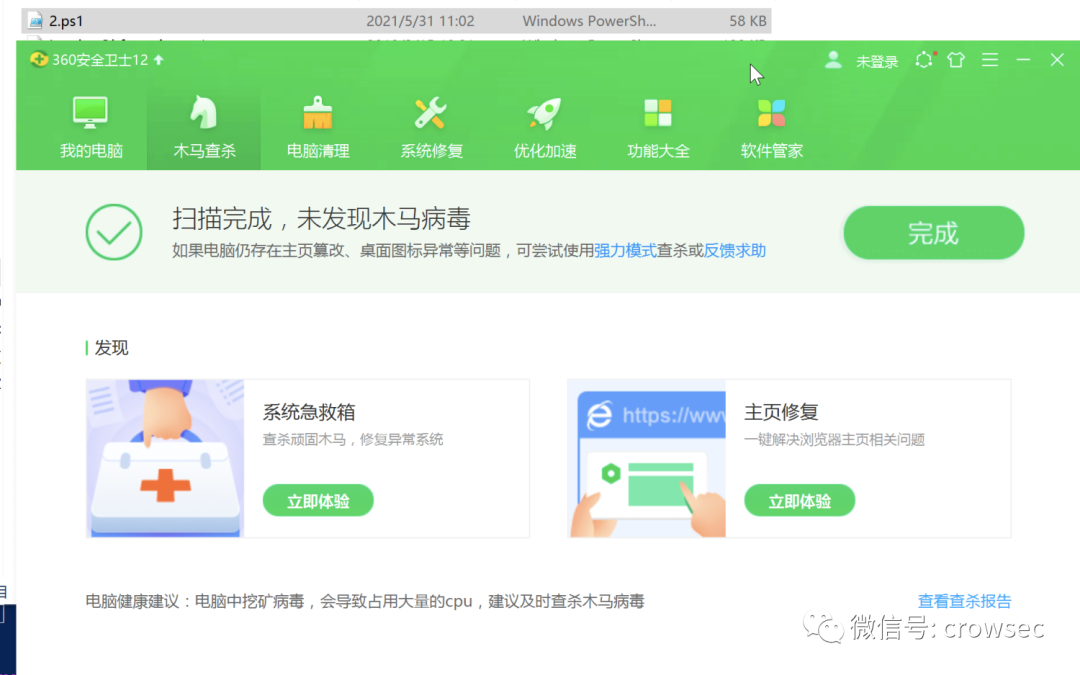 2.ps1 2021/5/31 11:02 Windows PowerSh... 58 KB
360安全卫士12 未登录
我的电脑 木马查杀 电脑清理 系统修复 优化加速 功能大全 软件管家
扫描完成，未发现木马病毒
如果电脑仍存在主页篡改、桌面图标异常等问题，可尝试使用强力模式查杀或反馈求助
完成
发现
系统急救箱
查杀顽固木马，修复异常系统
立即体验
https://www
主页修复
一键解决浏览器主页相关问题
立即体验
电脑健康建议：电脑中挖矿病毒，会导致占用大量的cpu，建议及时查杀木马病毒
查看查杀报告
微信号: crowsec